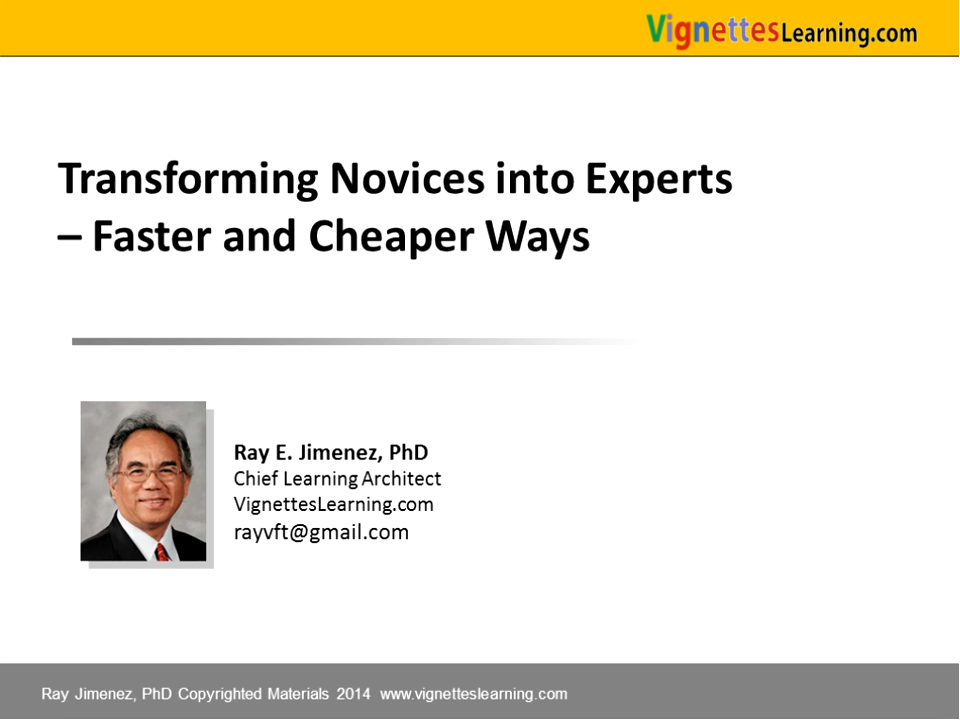 VignettesLearning.com
Transforming Novices into Experts
– Faster and Cheaper Ways
Ray E. Jimenez, PhD
Chief Learning Architect
VignettesLearning.com
rayvft@gmail.com
Ray Jimenez, PhD Copyrighted Materials 2014 www.vignetteslearning.com